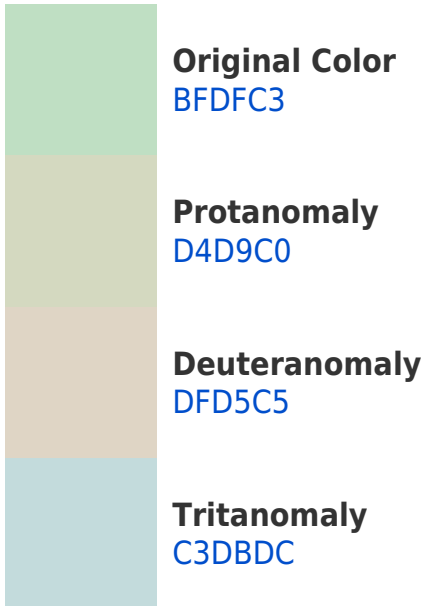 Original Color
BFDFC3
Protanomaly
D4D9C0
Deuteranomaly
DFD5C5
Tritanomaly
C3DBDC